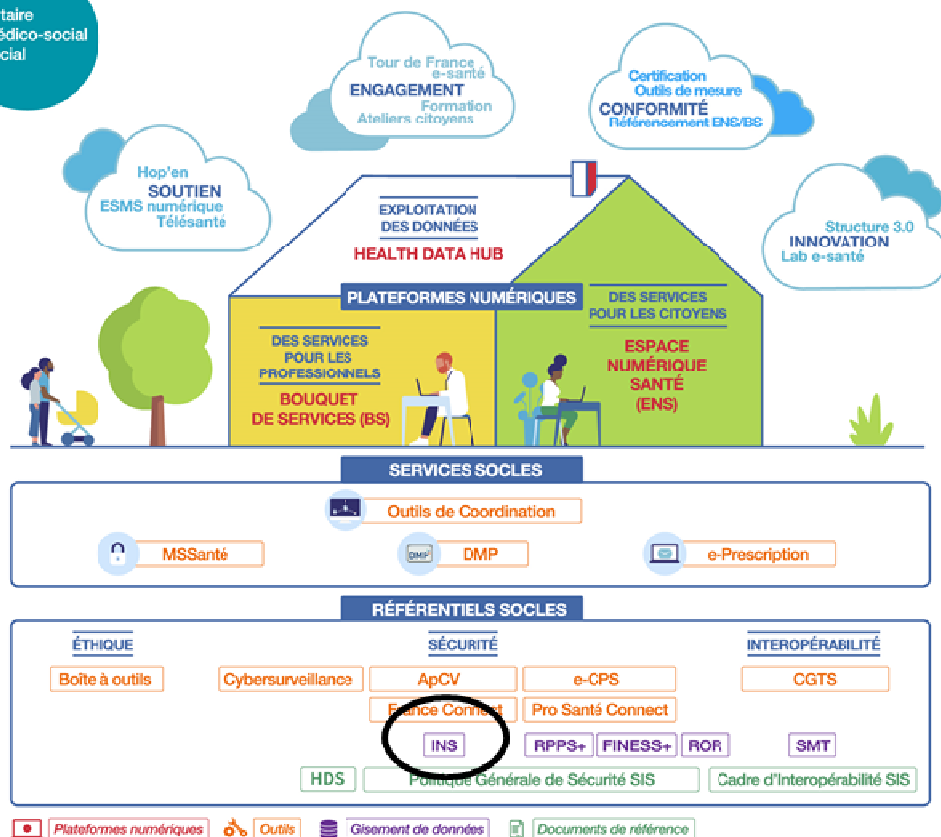 taire
édico-social
cial
Tour de France
e-santé
ENGAGEMENT
Formation
Ateliers citoyens
Certification
Outils de mesure
CONFORMITÉ
Référencement ENS/BS
Hop'en
SOUTIEN
ESMS numérique
Télésanté
Structure 3.0
INNOVATION
Lab e-santé
EXPLOITATION
DES DONNÉES
HEALTH DATA HUB
PLATEFORMES NUMÉRIQUES
DES SERVICES
POUR LES CITOYENS
ESPACE
NUMÉRIQUE
SANTÉ
(ENS)
DES SERVICES
POUR LES
PROFESSIONNELS
BOUQUET
DE SERVICES (BS)
SERVICES SOCLES
Outils de Coordination
MSSanté
DMP DMP
e-Prescription
RÉFÉRENTIELS SOCLES
ÉTHIQUE SÉCURITÉ INTEROPÉRABILITÉ
Boîte à outils Cybersurveillance ApCV e-CPS CGTS
France Connect Pro Santé Connect
INS RPPS+ FINESS+ ROR SMT
HDS Politique Générale de Sécurité SIS Cadre d'Interopérabilité SIS
Plateformes numériques Outils Gisement de données Documents de référence